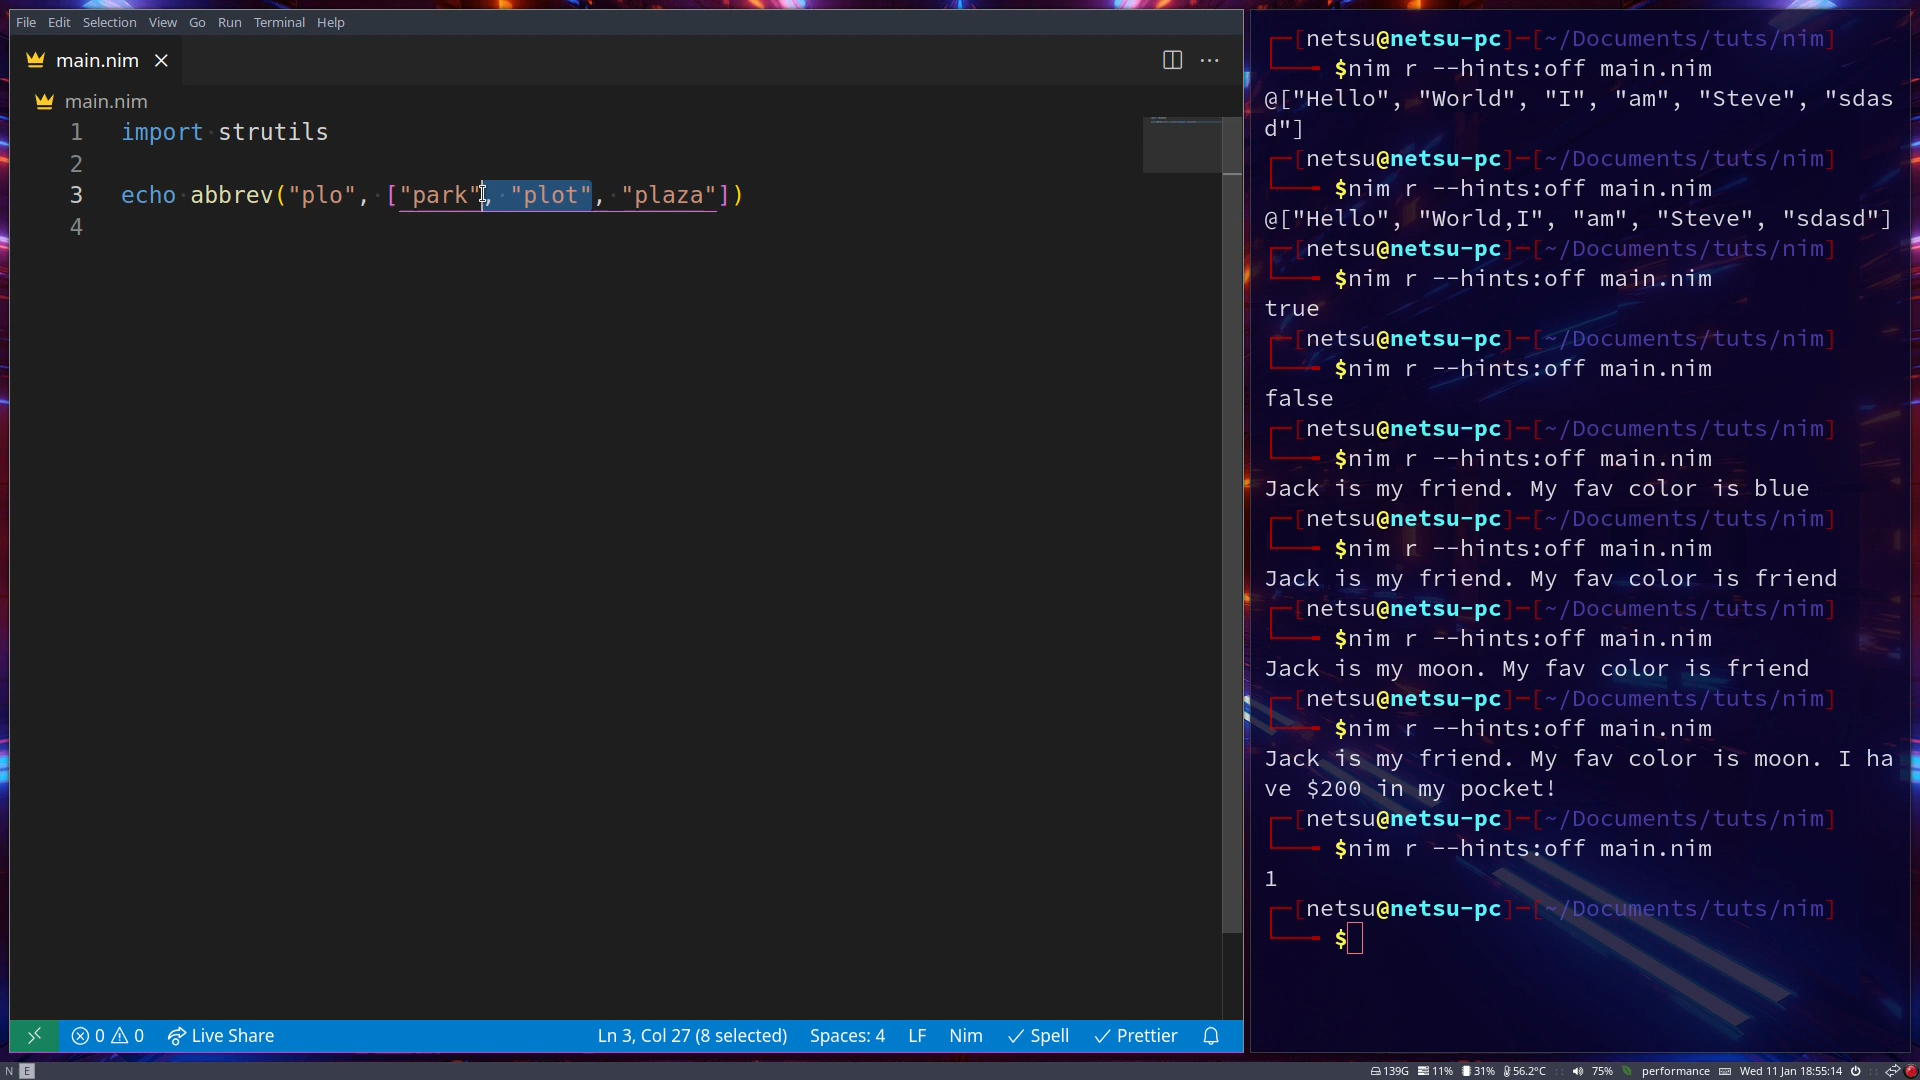 File Edit Selection View Go Run Terminal Help
main.nim
main.nim
1 import strutils
2
3 echo abbrev("plo", ["park", "plot", "plaza"])
4
0 0 Live Share Ln 3, Col 27 (8 selected) Spaces: 4 LF Nim Spell Prettier
[netsu@netsu-pc]─[~/Documents/tuts/nim]
$nim r --hints:off main.nim
@["Hello", "World", "I", "am", "Steve", "sdas
d"]
[netsu@netsu-pc]─[~/Documents/tuts/nim]
$nim r --hints:off main.nim
@["Hello", "World,I", "am", "Steve", "sdasd"]
[netsu@netsu-pc]─[~/Documents/tuts/nim]
$nim r --hints:off main.nim
true
[netsu@netsu-pc]─[~/Documents/tuts/nim]
$nim r --hints:off main.nim
false
[netsu@netsu-pc]─[~/Documents/tuts/nim]
$nim r --hints:off main.nim
Jack is my friend. My fav color is blue
[netsu@netsu-pc]─[~/Documents/tuts/nim]
$nim r --hints:off main.nim
Jack is my friend. My fav color is friend
[netsu@netsu-pc]─[~/Documents/tuts/nim]
$nim r --hints:off main.nim
Jack is my moon. My fav color is friend
[netsu@netsu-pc]─[~/Documents/tuts/nim]
$nim r --hints:off main.nim
Jack is my friend. My fav color is moon. I ha
ve $200 in my pocket!
[netsu@netsu-pc]─[~/Documents/tuts/nim]
$nim r --hints:off main.nim
1
[netsu@netsu-pc]─[~/Documents/tuts/nim]
$
N E 139G 11% 31% 56.2°C 75% performance Wed 11 Jan 18:55:14